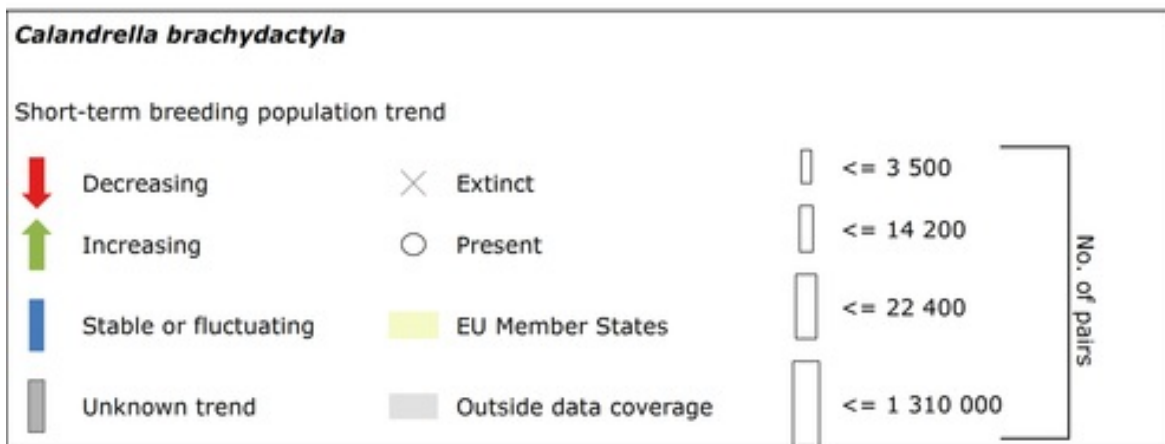 Calandrella brachydactyla
Short-term breeding population trend
Decreasing
Increasing
Stable or fluctuating
Unknown trend
Extinct
Present
EU Member States
Outside data coverage
<= 3 500
<= 14 200
<= 22 400
<= 1 310 000
No. of pairs